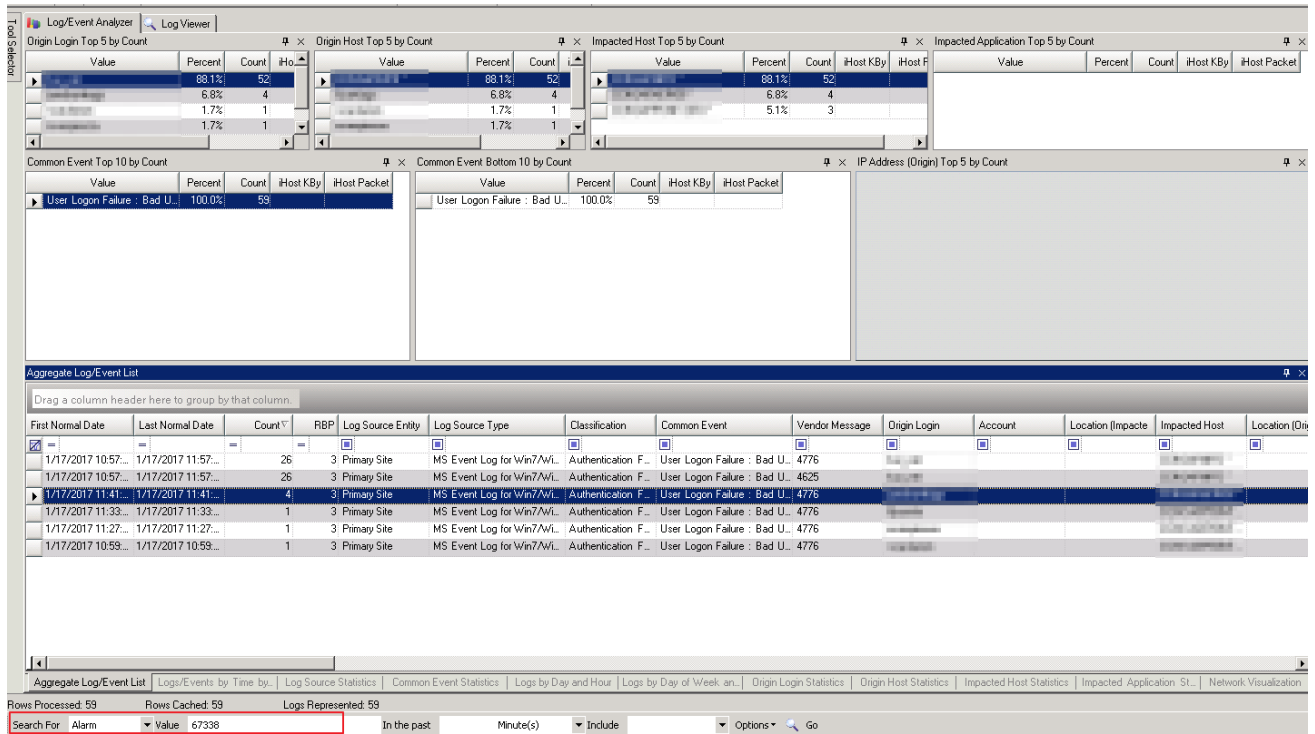 Tool Selector
Log/Event Analyzer Log Viewer
Origin Login Top 5 by Count Origin Host Top 5 by Count Impacted Host Top 5 by Count Impacted Application Top 5 by Count
Value Percent Count iHo Value Percent Count i Value Percent Count iHost KBy iHost F Value Percent Count iHost KBy iHost Packet
88.1% 52 88.1% 52 88.1% 52
6.8% 4 6.8% 4 6.8% 4
1.7% 1 1.7% 1 5.1% 3
1.7% 1 1.7% 1
Common Event Top 10 by Count Common Event Bottom 10 by Count IP Address (Origin) Top 5 by Count
Value Percent Count iHost KBy iHost Packet Value Percent Count iHost KBy iHost Packet
User Logon Failure : Bad U... 100.0% 59 User Logon Failure : Bad U... 100.0% 59
Aggregate Log/Event List
Drag a column header here to group by that column.
First Normal Date Last Normal Date Count RBP Log Source Entity Log Source Type Classification Common Event Vendor Message Origin Login Account Location (Impacte Impacted Host Location (Orig
= = = =
1/17/2017 10:57:... 1/17/2017 11:57:... 26 3 Primary Site MS Event Log for Win7/Wi... Authentication F... User Logon Failure : Bad U... 4776
1/17/2017 10:57:... 1/17/2017 11:57:... 26 3 Primary Site MS Event Log for Win7/Wi... Authentication F... User Logon Failure : Bad U... 4625
1/17/2017 11:41:... 1/17/2017 11:41:... 4 3 Primary Site MS Event Log for Win7/Wi... Authentication F... User Logon Failure : Bad U... 4776
1/17/2017 11:33:... 1/17/2017 11:33:... 1 3 Primary Site MS Event Log for Win7/Wi... Authentication F... User Logon Failure : Bad U... 4776
1/17/2017 11:27:... 1/17/2017 11:27:... 1 3 Primary Site MS Event Log for Win7/Wi... Authentication F... User Logon Failure : Bad U... 4776
1/17/2017 10:59:... 1/17/2017 10:59:... 1 3 Primary Site MS Event Log for Win7/Wi... Authentication F... User Logon Failure : Bad U... 4776
Aggregate Log/Event List Logs/Events by Time by... Log Source Statistics Common Event Statistics Logs by Day and Hour Logs by Day of Week an... Origin Login Statistics Origin Host Statistics Impacted Host Statistics Impacted Application St... Network Visualization
Rows Processed: 59 Rows Cached: 59 Logs Represented: 59
Search For Alarm Value 67338 In the past Minute(s) Include Options Go